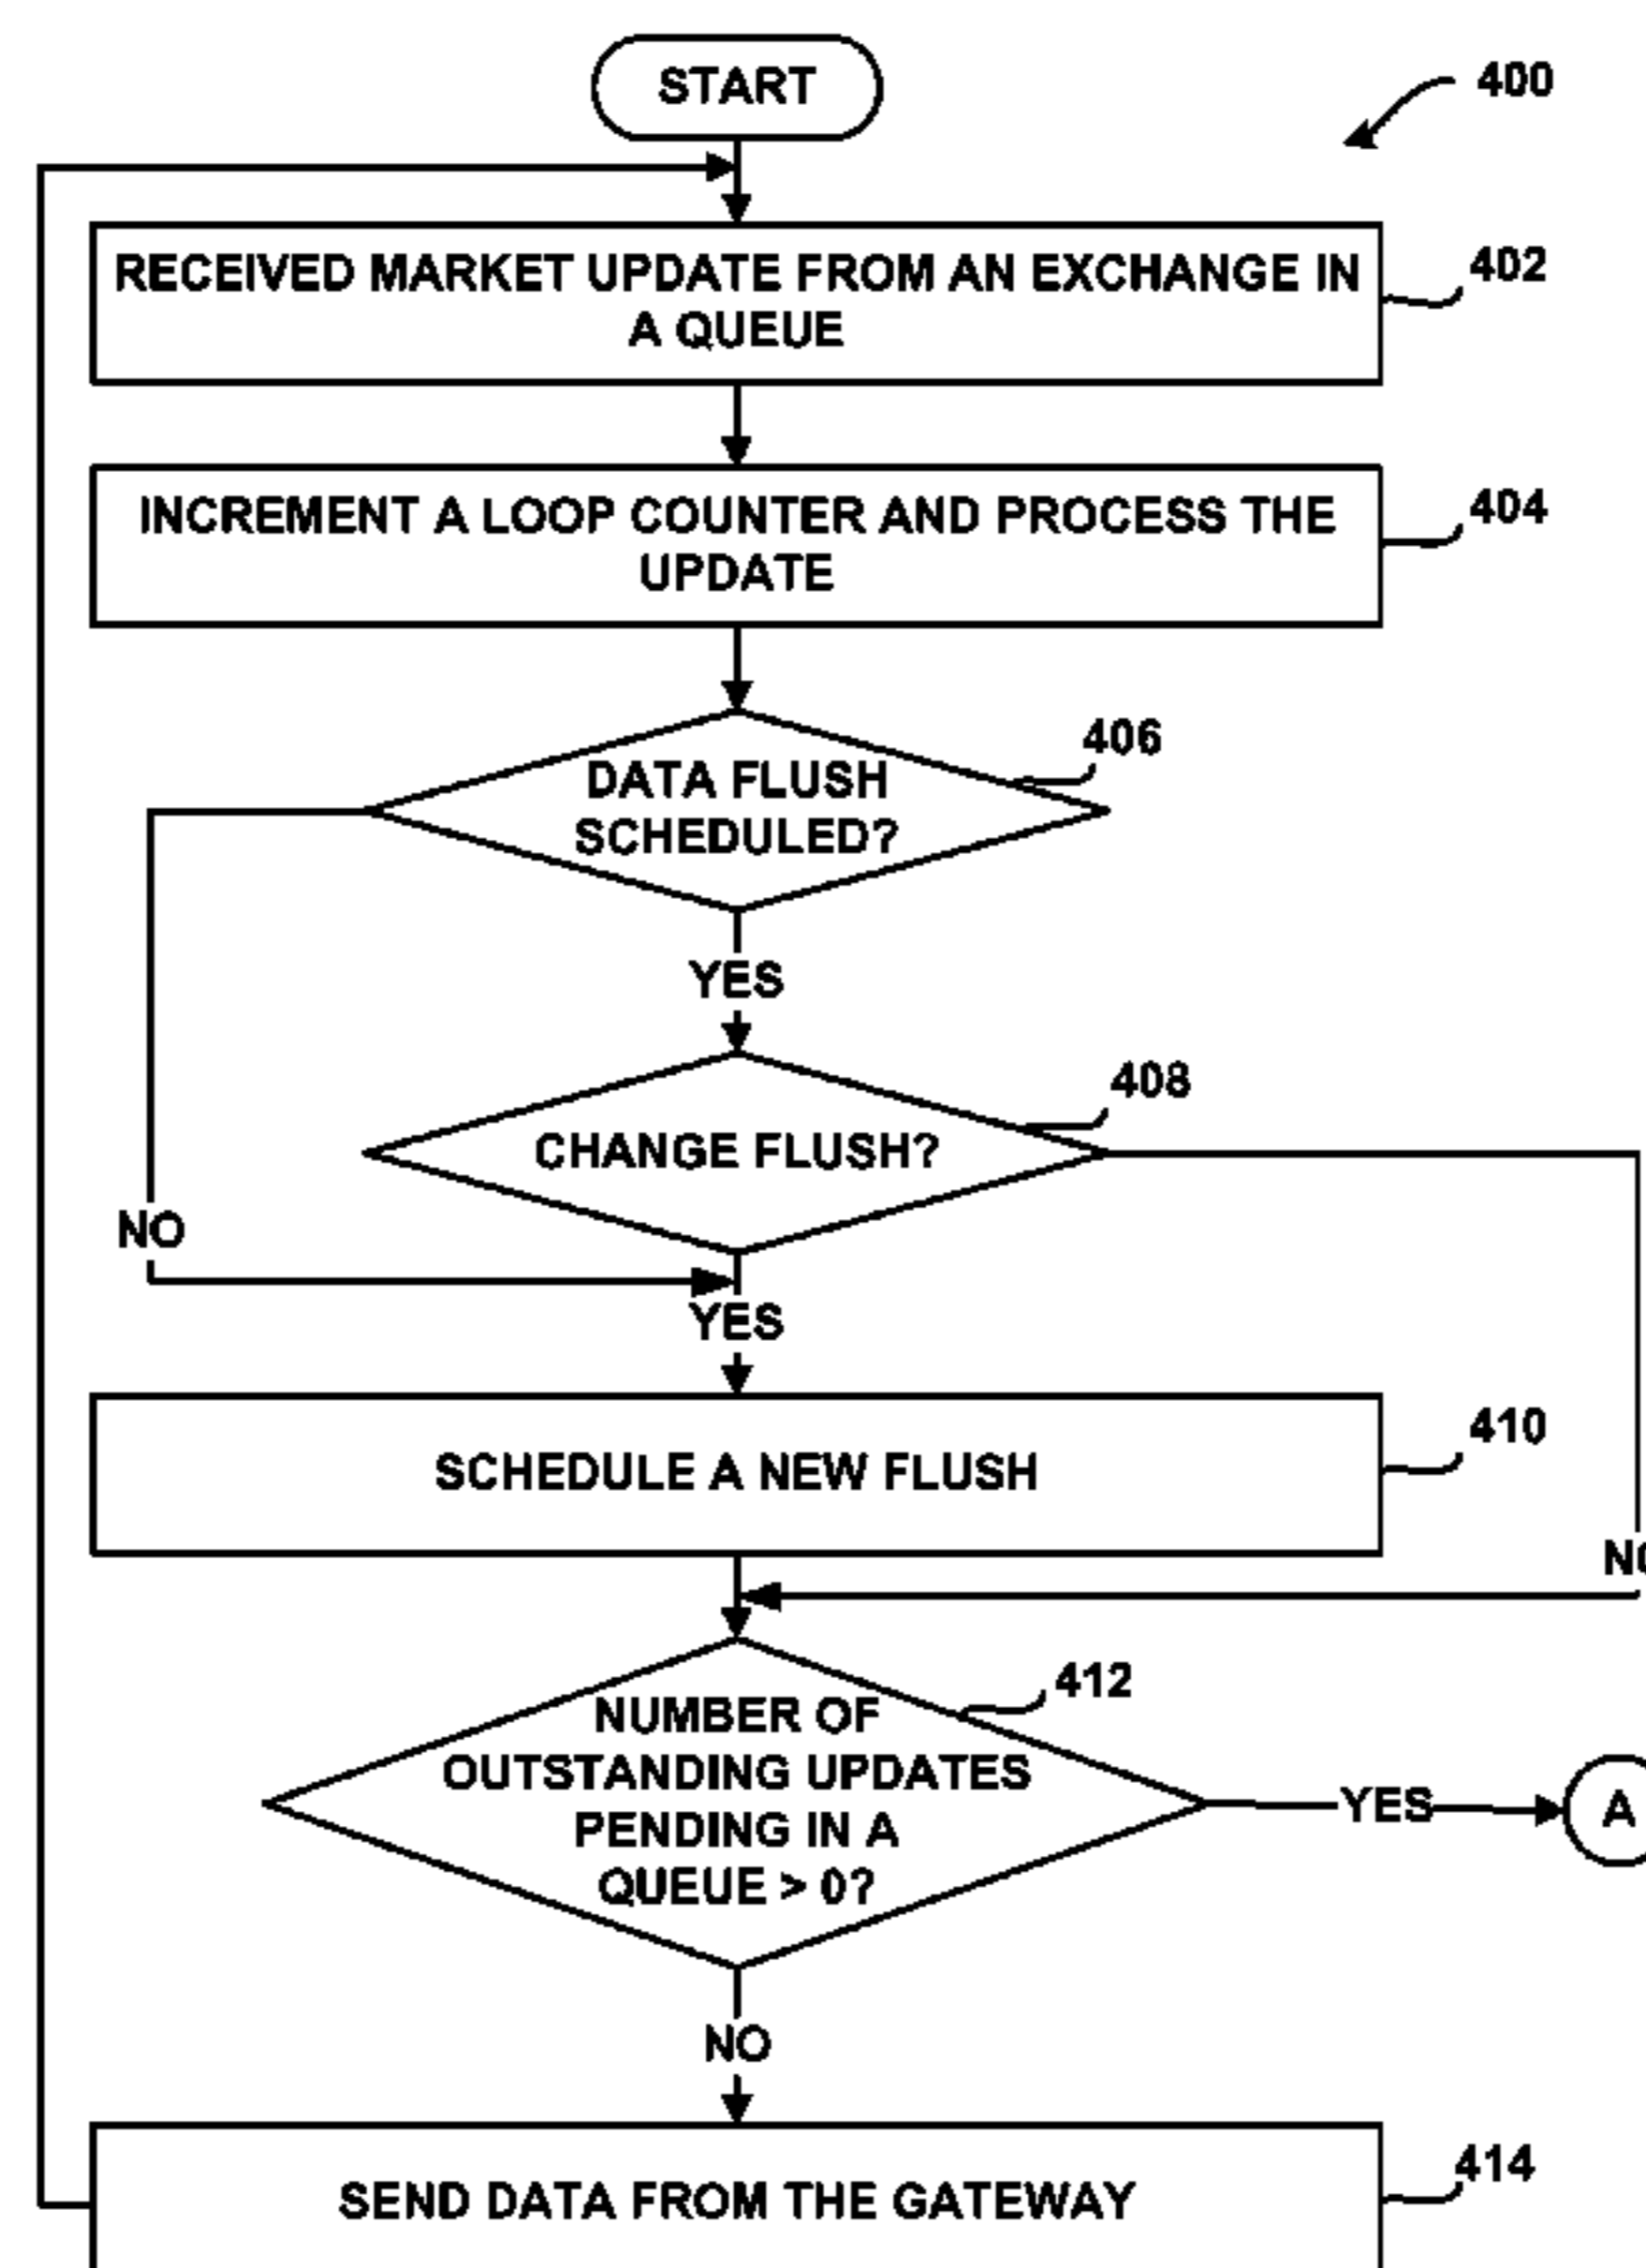 START
400
RECEIVED MARKET UPDATE FROM AN EXCHANGE IN
A QUEUE
402
INCREMENT A LOOP COUNTER AND PROCESS THE
UPDATE
404
406
DATA FLUSH
SCHEDULED?
YES
408
CHANGE FLUSH?
NO
YES
410
SCHEDULE A NEW FLUSH
412
NUMBER OF
OUTSTANDING UPDATES
PENDING IN A
QUEUE > 0?
YES
A
NO
414
SEND DATA FROM THE GATEWAY